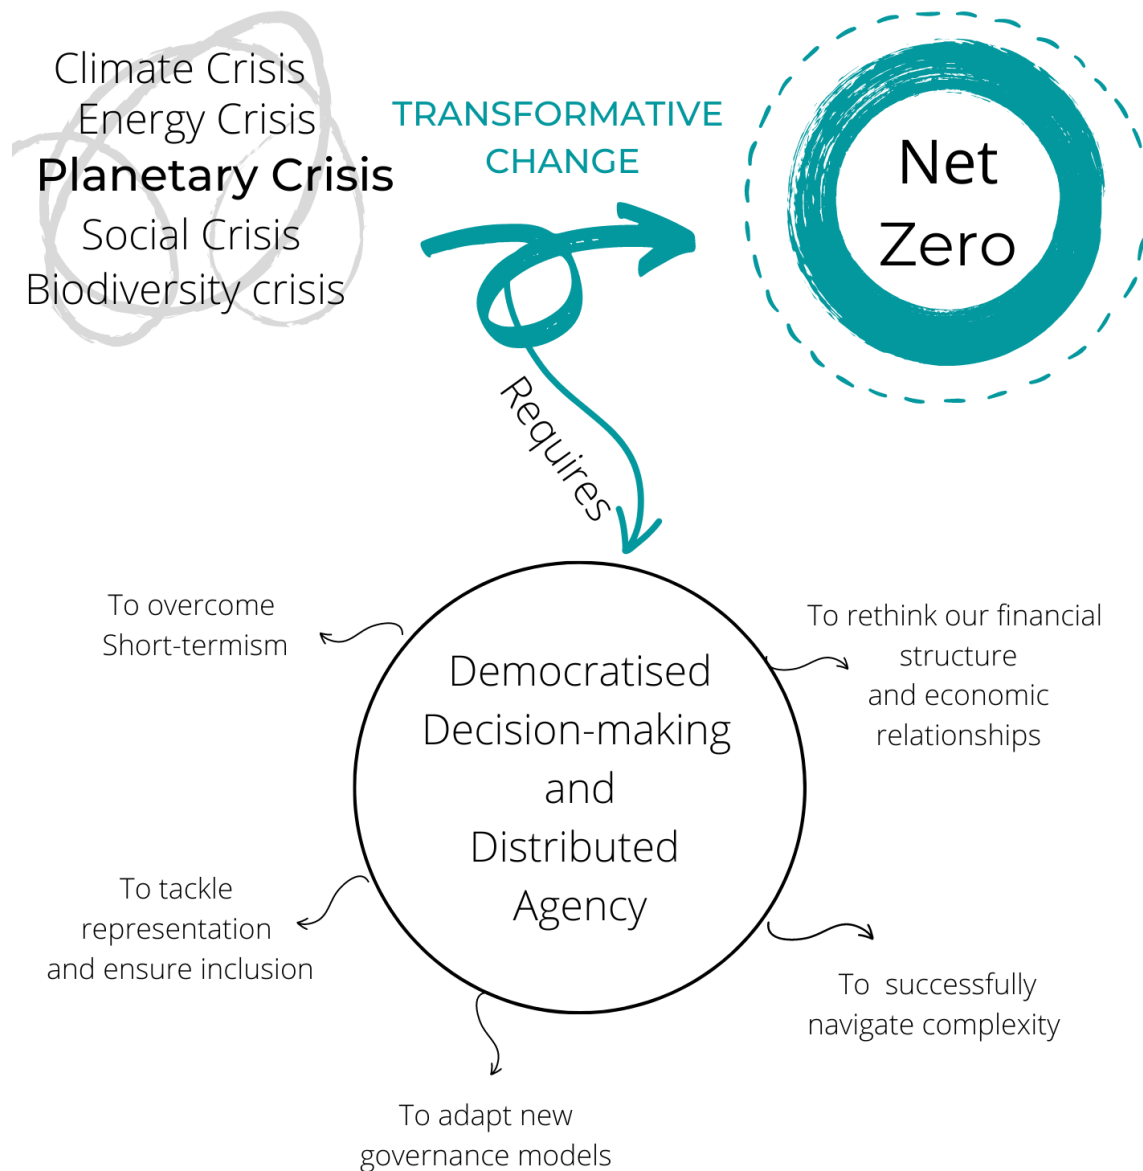 Climate Crisis
Energy Crisis
Planetary Crisis
Social Crisis
Biodiversity crisis
TRANSFORMATIVE
CHANGE
Net
Zero
Requires
Democratised
Decision-making
and
Distributed
Agency
To overcome
Short-termism
To rethink our financial
structure
and economic
relationships
To tackle
representation
and ensure inclusion
To successfully
navigate complexity
To adapt new
governance models